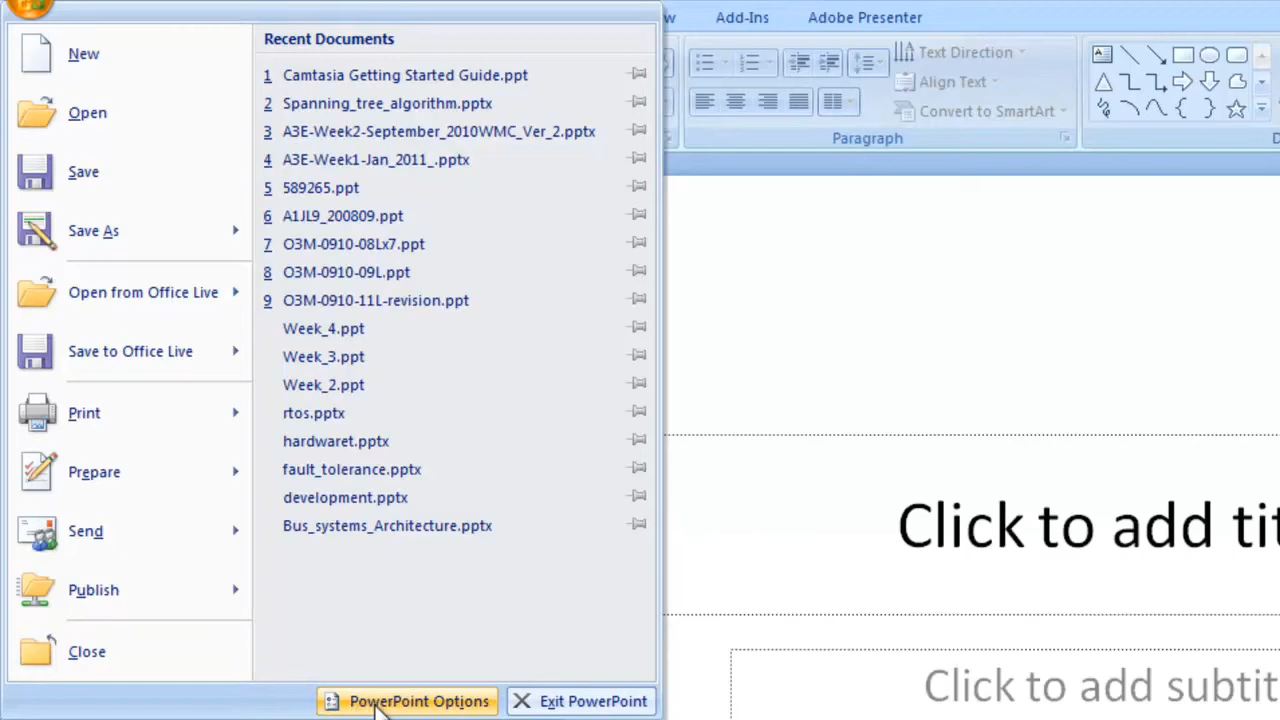 New
Open
Save
Save As
Open from Office Live
Save to Office Live
Print
Prepare
Send
Publish
Close
Recent Documents
1 Camtasia Getting Started Guide.ppt
2 Spanning_tree_algorithm.pptx
3 A3E-Week2-September_2010WMC_Ver_2.pptx
4 A3E-Week1-Jan_2011_.pptx
5 589265.ppt
6 A1JL9_200809.ppt
7 O3M-0910-08Lx7.ppt
8 O3M-0910-09L.ppt
9 O3M-0910-11L-revision.ppt
Week_4.ppt
Week_3.ppt
Week_2.ppt
rtos.pptx
hardwaret.pptx
fault_tolerance.pptx
development.pptx
Bus_systems_Architecture.pptx
PowerPoint Options
Exit PowerPoint
Add-Ins
Adobe Presenter
Text Direction
Align Text
Convert to SmartArt
Paragraph
Click to add tit
Click to add subtit